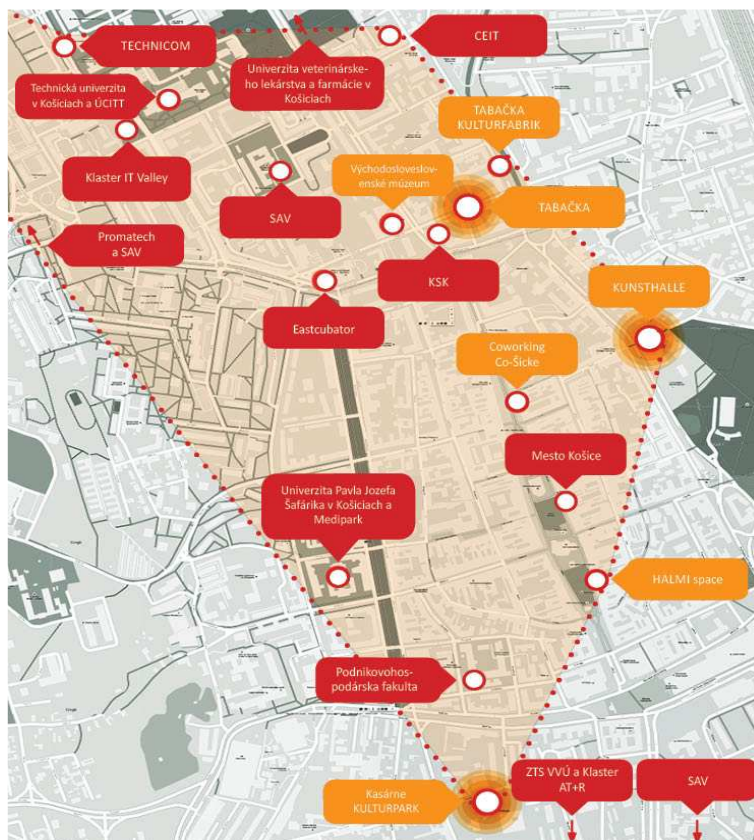 TECHNICOM
CEIT
Univerzita veterinárske-
ho lekárstva a farmácie v
Košiciach
Technická univerzita
v Košiciach a ÚCITT
TABAČKA
KULTURFABRIK
Klaster IT Valley
SAV
Východosloveslov-
enské múzeum
TABAČKA
Promatech
a SAV
KSK
Eastcubator
KUNSTHALLE
Coworking
Co-Šicke
Mesto Košice
Univerzita Pavla Jozefa
Šafárika v Košiciach a
Medipark
HALMI space
Podnikovohos-
podárska fakulta
Kasárne
KULTURPARK
ZTS VVÚ a Klaster
AT+R
SAV